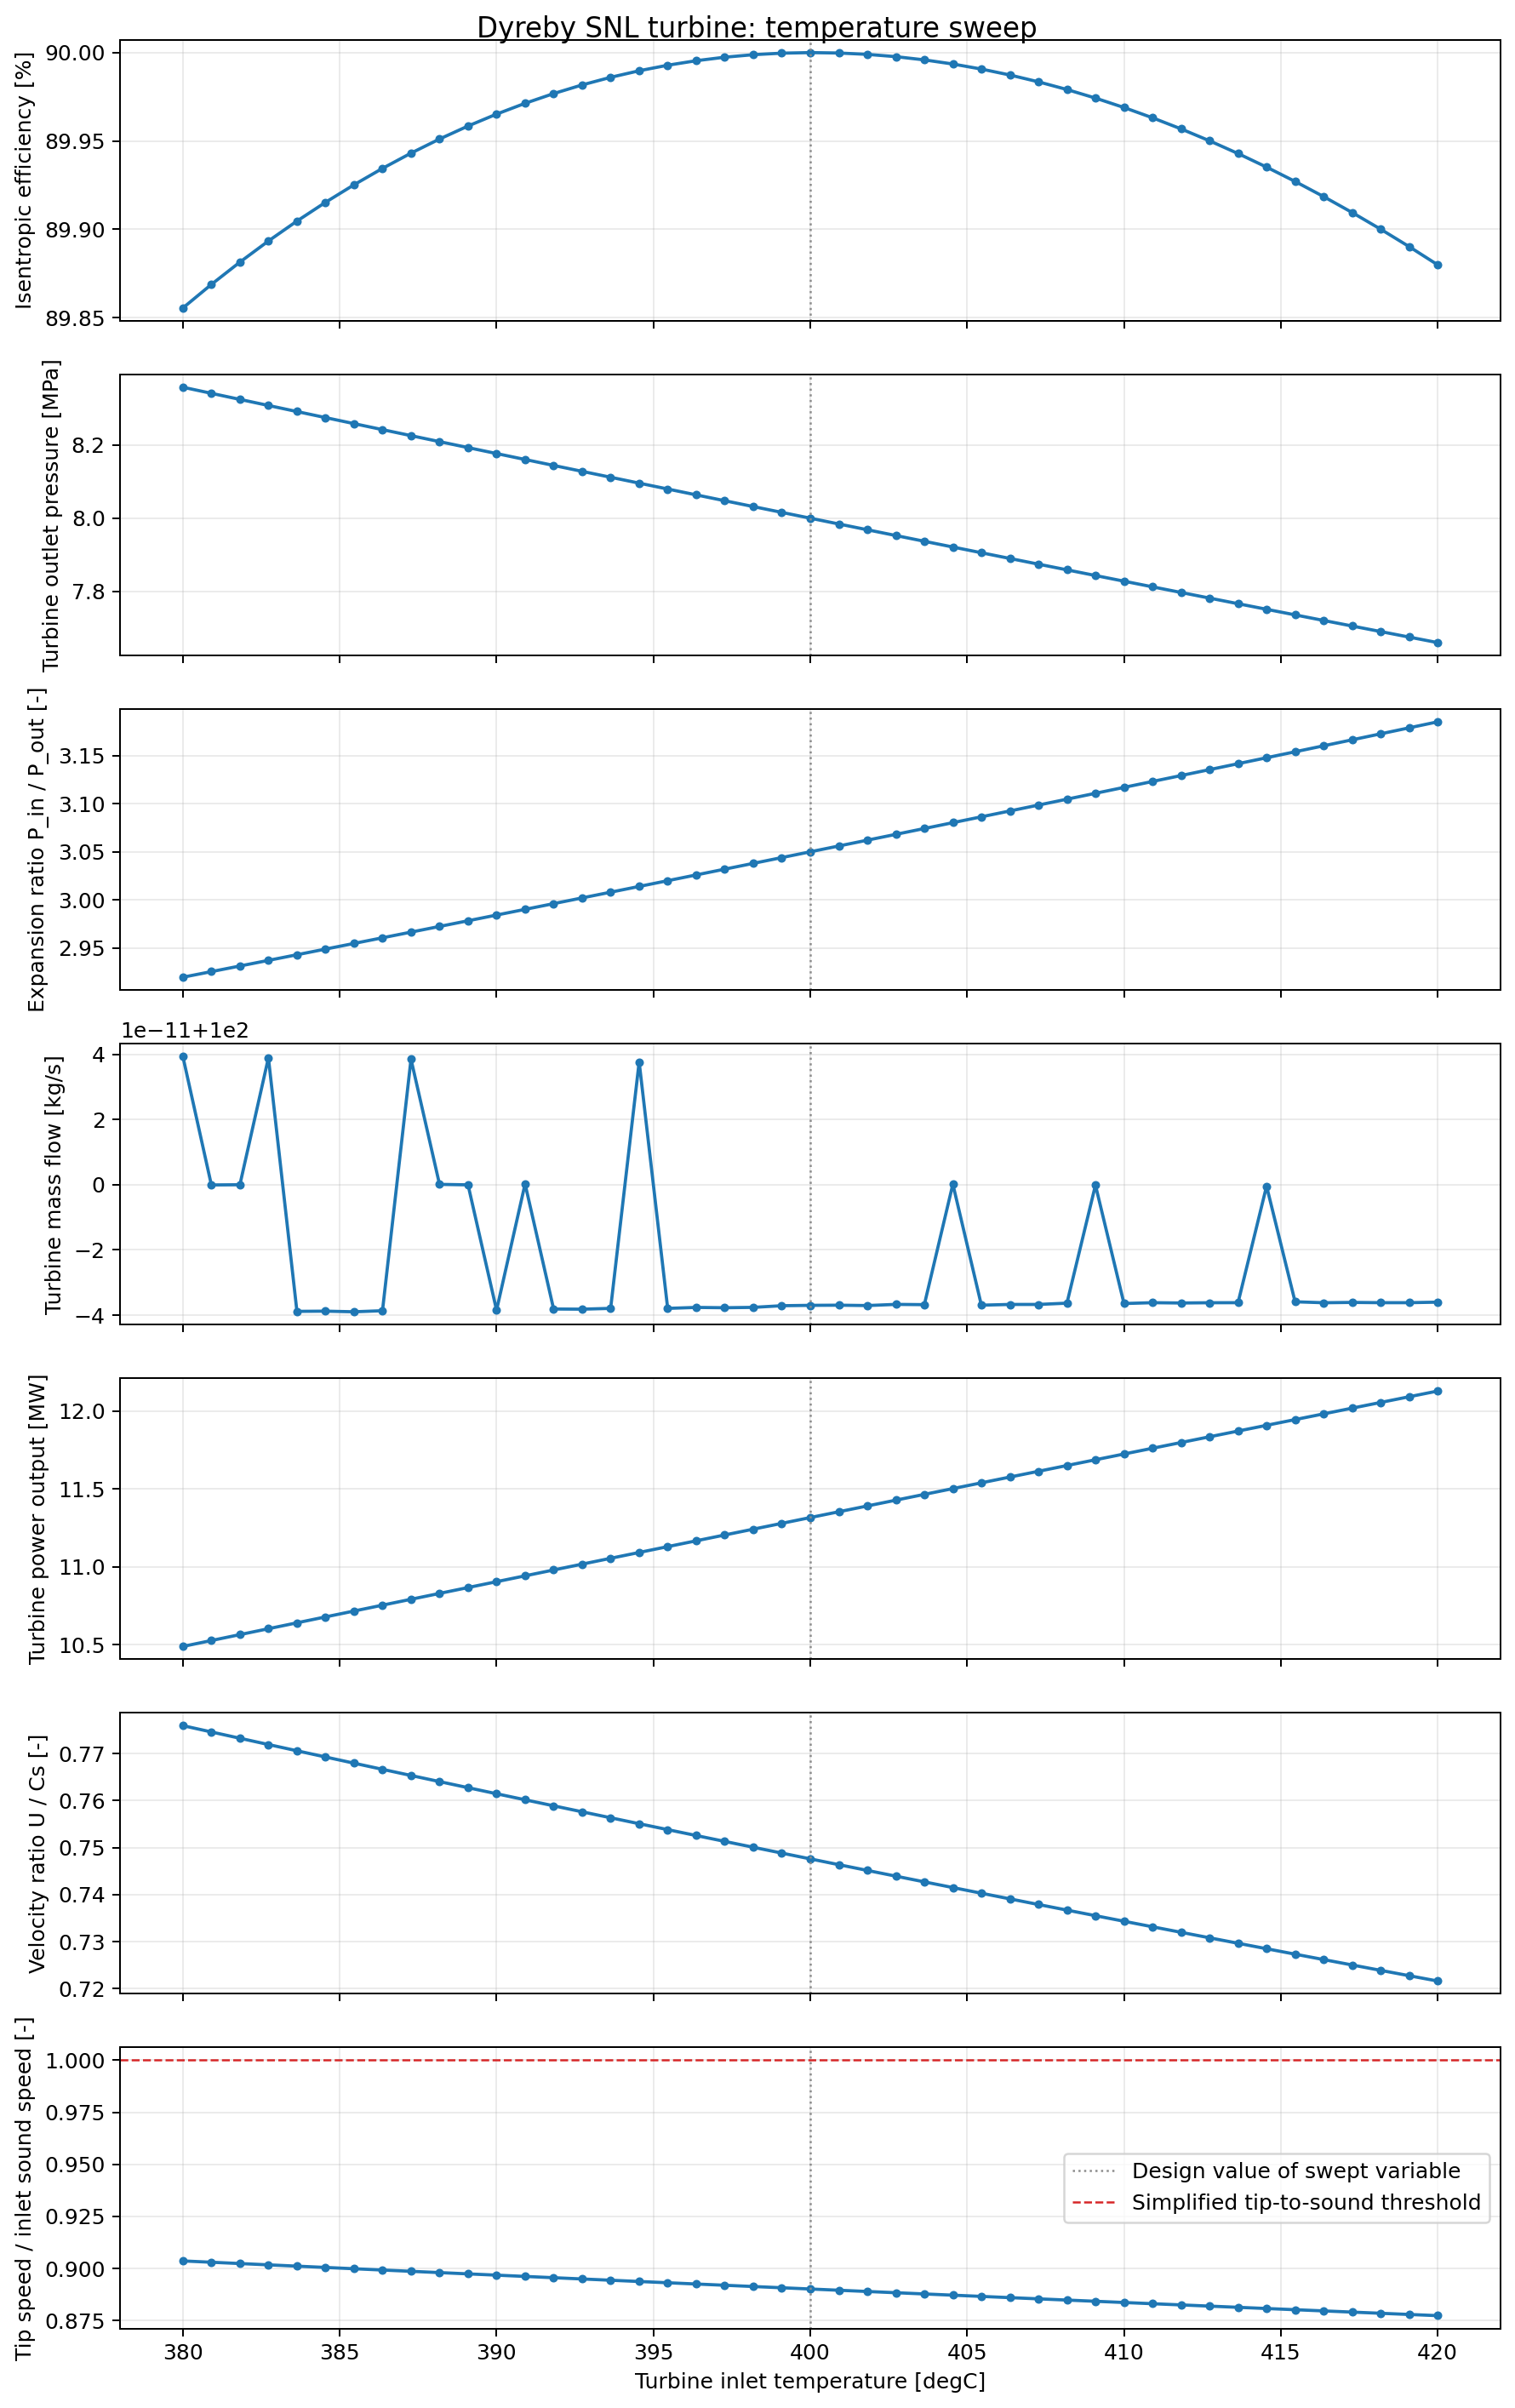 Dyreby SNL turbine: temperature sweep
Isentropic efficiency [%]
90.00
89.95
89.90
89.85
Turbine outlet pressure [MPa]
8.2
8.0
7.8
Expansion ratio P_in / P_out [-]
3.15
3.10
3.05
3.00
2.95
1e−11+1e2
Turbine mass flow [kg/s]
4
2
0
−2
−4
Turbine power output [MW]
12.0
11.5
11.0
10.5
Velocity ratio U / Cs [-]
0.77
0.76
0.75
0.74
0.73
0.72
Tip speed / inlet sound speed [-]
1.000
0.975
0.950
0.925
0.900
0.875
Design value of swept variable
Simplified tip-to-sound threshold
380 385 390 395 400 405 410 415 420
Turbine inlet temperature [degC]